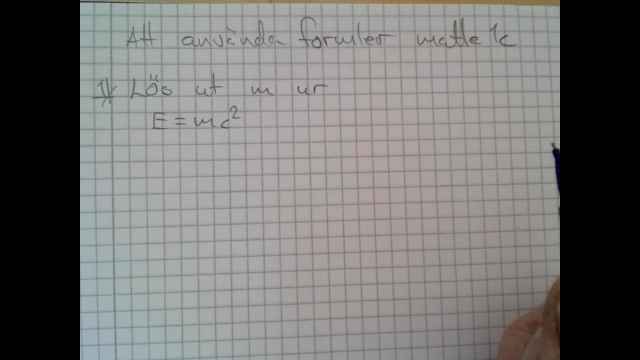 Att använda formler matte 1c
1) Lös ut m ur
E = mc²